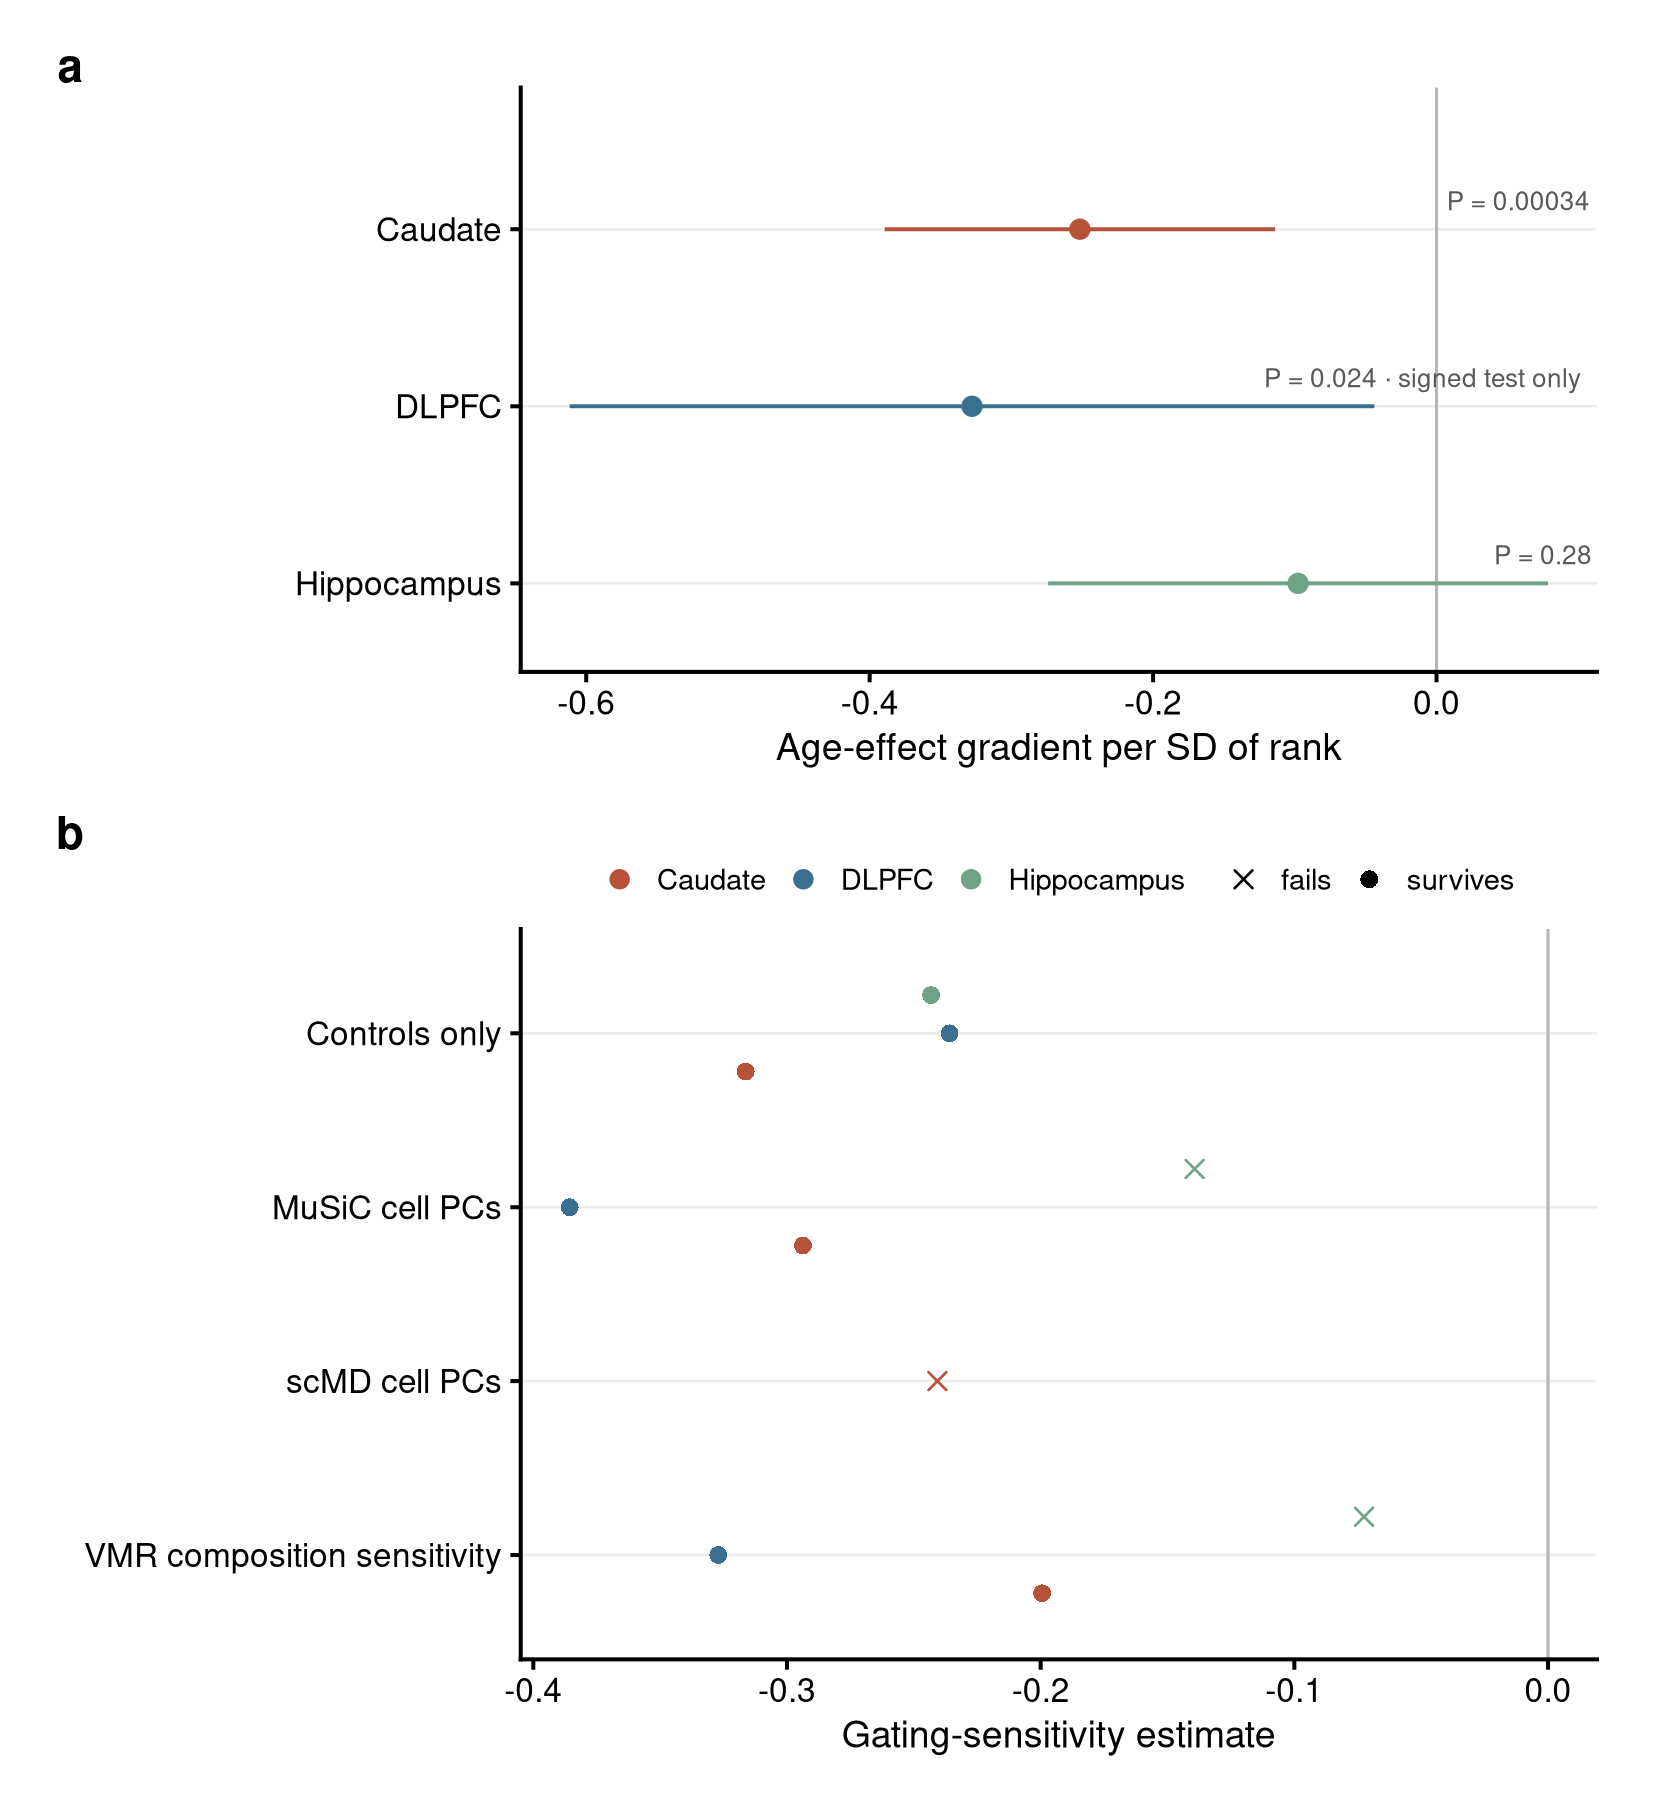 a
P = 0.00034
Caudate
P = 0.024 · signed test only
DLPFC
P = 0.28
Hippocampus
-0.6 -0.4 -0.2 0.0
Age-effect gradient per SD of rank
b
Caudate DLPFC Hippocampus fails survives
Controls only
MuSiC cell PCs
scMD cell PCs
VMR composition sensitivity
-0.4 -0.3 -0.2 -0.1 0.0
Gating-sensitivity estimate